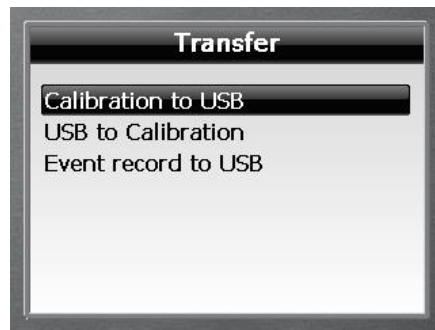 Transfer
Calibration to USB
USB to Calibration
Event record to USB